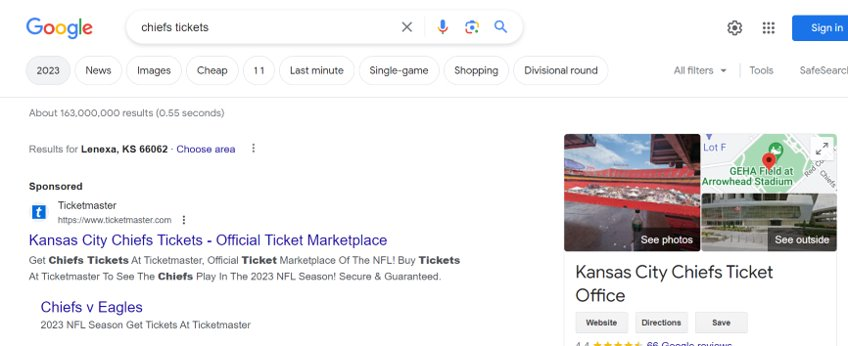 Google
chiefs tickets
Sign in
2023
News
Images
Cheap
1 1
Last minute
Single-game
Shopping
Divisional round
All filters
Tools
SafeSearch
About 163,000,000 results (0.55 seconds)
Results for Lenexa, KS 66062 · Choose area
Sponsored
Ticketmaster
https://www.ticketmaster.com
Kansas City Chiefs Tickets - Official Ticket Marketplace
Get Chiefs Tickets At Ticketmaster, Official Ticket Marketplace Of The NFL! Buy Tickets
At Ticketmaster To See The Chiefs Play In The 2023 NFL Season! Secure & Guaranteed.
Chiefs v Eagles
2023 NFL Season Get Tickets At Ticketmaster
See photos
Lot F
GEHA Field at
Arrowhead Stadium
See outside
Kansas City Chiefs Ticket
Office
Website
Directions
Save
4.4
66 Google reviews